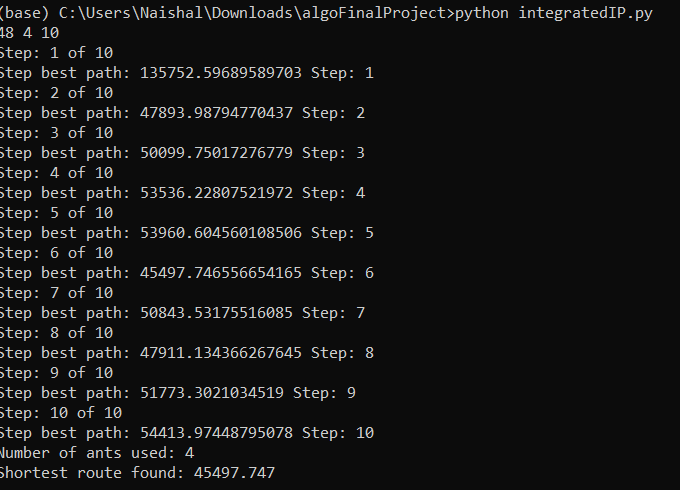 (base) C:\Users\Naishal\Downloads\algoFinalProject>python integratedIP.py
48 4 10
Step: 1 of 10
Step best path: 135752.59689589703 Step: 1
Step: 2 of 10
Step best path: 47893.98794770437 Step: 2
Step: 3 of 10
Step best path: 50099.75017276779 Step: 3
Step: 4 of 10
Step best path: 53536.22807521972 Step: 4
Step: 5 of 10
Step best path: 53960.604560108506 Step: 5
Step: 6 of 10
Step best path: 45497.746556654165 Step: 6
Step: 7 of 10
Step best path: 50843.53175516085 Step: 7
Step: 8 of 10
Step best path: 47911.134366267645 Step: 8
Step: 9 of 10
Step best path: 51773.3021034519 Step: 9
Step: 10 of 10
Step best path: 54413.97448795078 Step: 10
Number of ants used: 4
Shortest route found: 45497.747